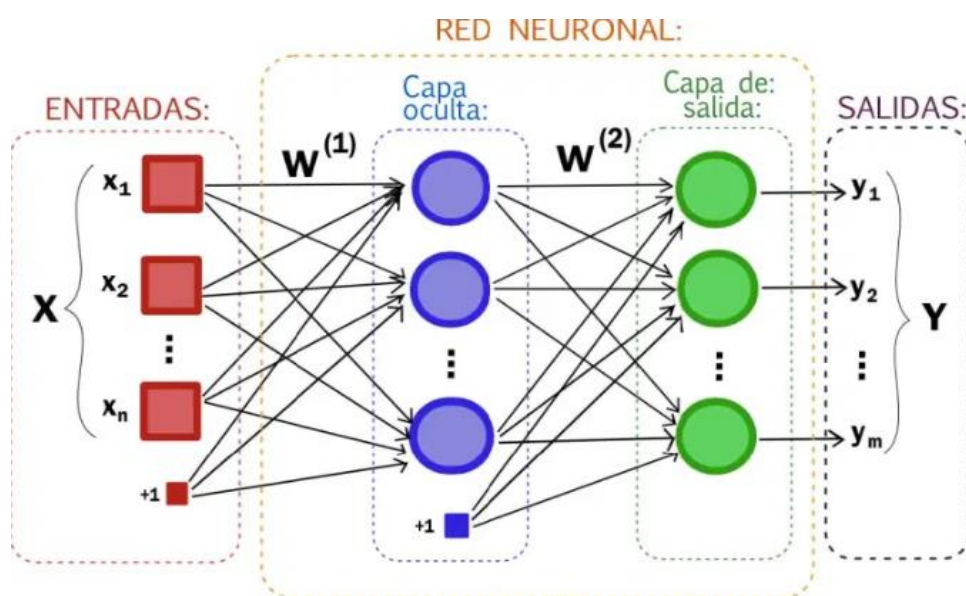 RED NEURONAL:
ENTRADAS:
Capa
oculta:
Capa de:
salida:
SALIDAS:
W(1)
W(2)
X
x1
x2
⋮
xn
+1
⋮
+1
⋮
y1
y2
⋮
ym
Y